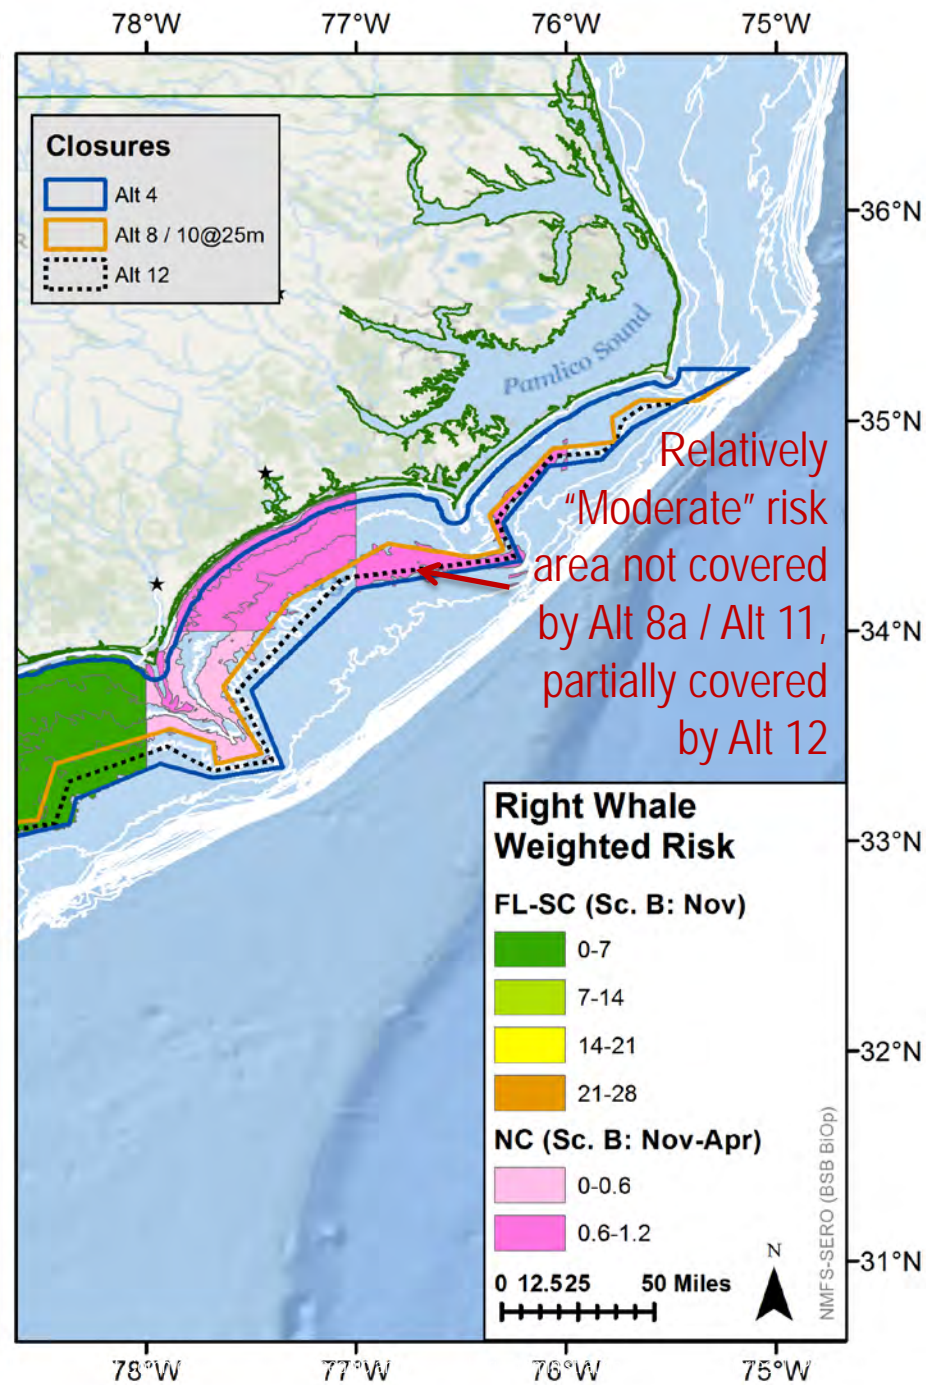 78°W 77°W 76°W 75°W
Closures
Alt 4
Alt 8 / 10@25m
Alt 12
36°N
Pamlico Sound
35°N
Relatively
“Moderate” risk
area not covered
by Alt 8a / Alt 11,
partially covered
by Alt 12
34°N
Right Whale
Weighted Risk
33°N
FL-SC (Sc. B: Nov)
0-7
7-14
14-21
32°N
21-28
NC (Sc. B: Nov-Apr)
0-0.6
0.6-1.2
N
31°N
0 12.525 50 Miles
NMFS-SERO (BSB BiOp)
78°W 77°W 76°W 75°W